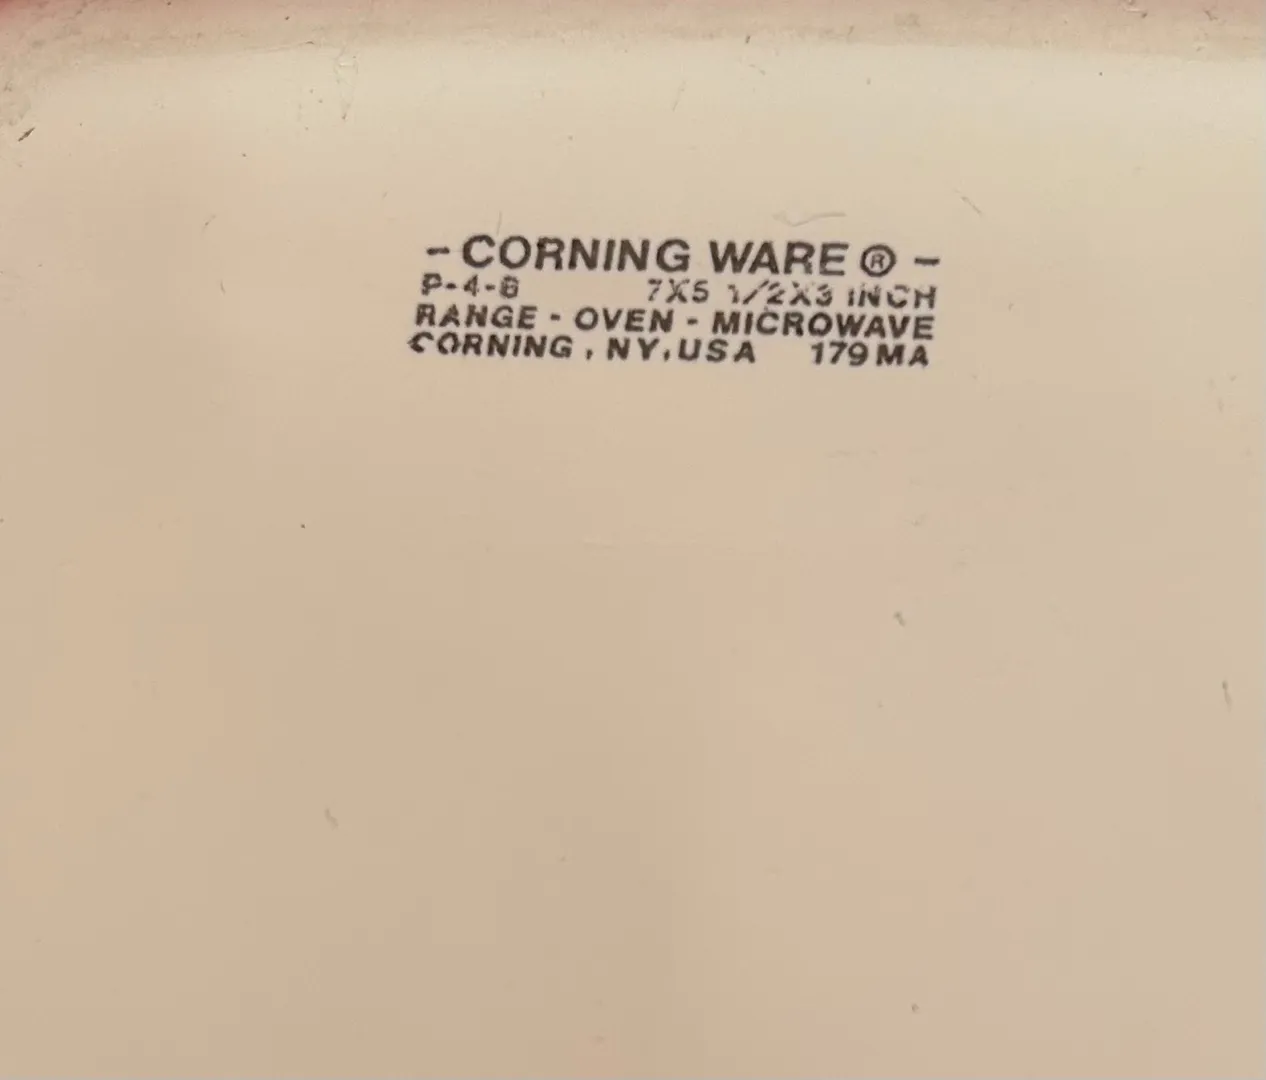 - CORNING WARE ® -
P-4-B 7X5 1/2X3 INCH
RANGE - OVEN - MICROWAVE
CORNING, NY, USA 179 MA